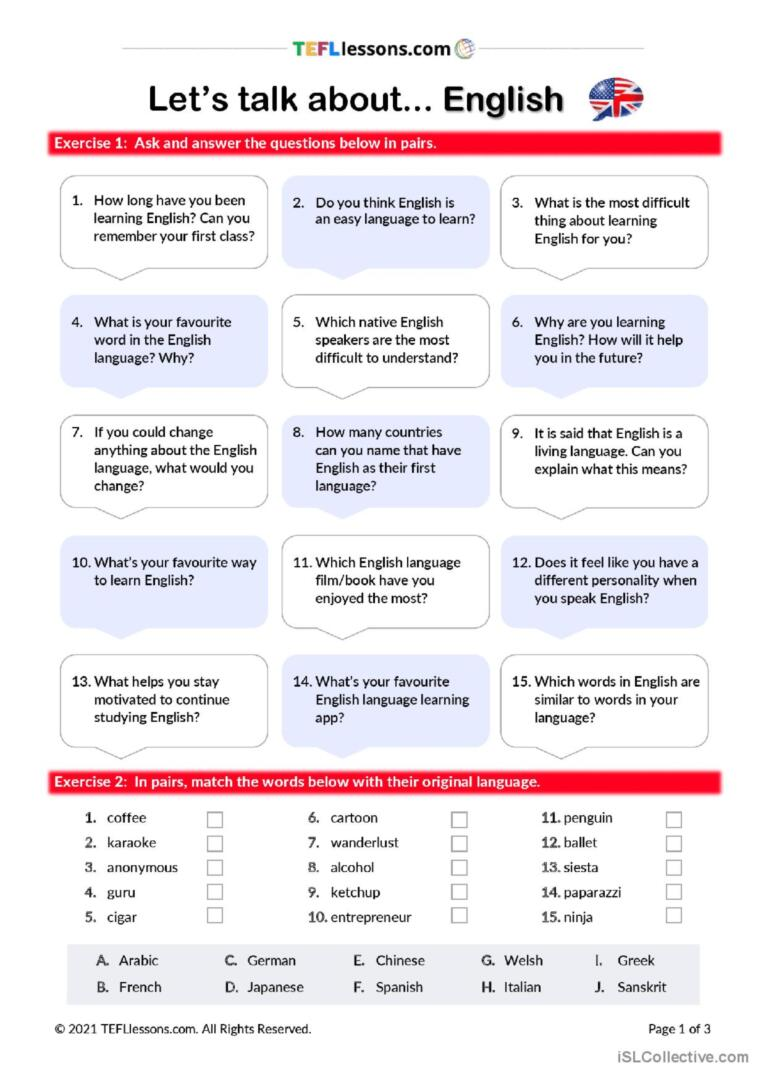 TEFLlessons.com
Let's talk about... English
Exercise 1: Ask and answer the questions below in pairs.
1. How long have you been
learning English? Can you
remember your first class?
2. Do you think English is
an easy language to learn?
3. What is the most difficult
thing about learning
English for you?
4. What is your favourite
word in the English
language? Why?
5. Which native English
speakers are the most
difficult to understand?
6. Why are you learning
English? How will it help
you in the future?
7. If you could change
anything about the English
language, what would you
change?
8. How many countries
can you name that have
English as their first
language?
9. It is said that English is a
living language. Can you
explain what this means?
10. What's your favourite way
to learn English?
11. Which English language
film/book have you
enjoyed the most?
12. Does it feel like you have a
different personality when
you speak English?
13. What helps you stay
motivated to continue
studying English?
14. What's your favourite
English language learning
app?
15. Which words in English are
similar to words in your
language?
Exercise 2: In pairs, match the words below with their original language.
1. coffee
2. karaoke
3. anonymous
4. guru
5. cigar
6. cartoon
7. wanderlust
8. alcohol
9. ketchup
10. entrepreneur
11. penguin
12. ballet
13. siesta
14. paparazzi
15. ninja
A. Arabic
B. French
C. German
D. Japanese
E. Chinese
F. Spanish
G. Welsh
H. Italian
I. Greek
J. Sanskrit
© 2021 TEFLlessons.com. All Rights Reserved.
Page 1 of 3
iSLCollective.com